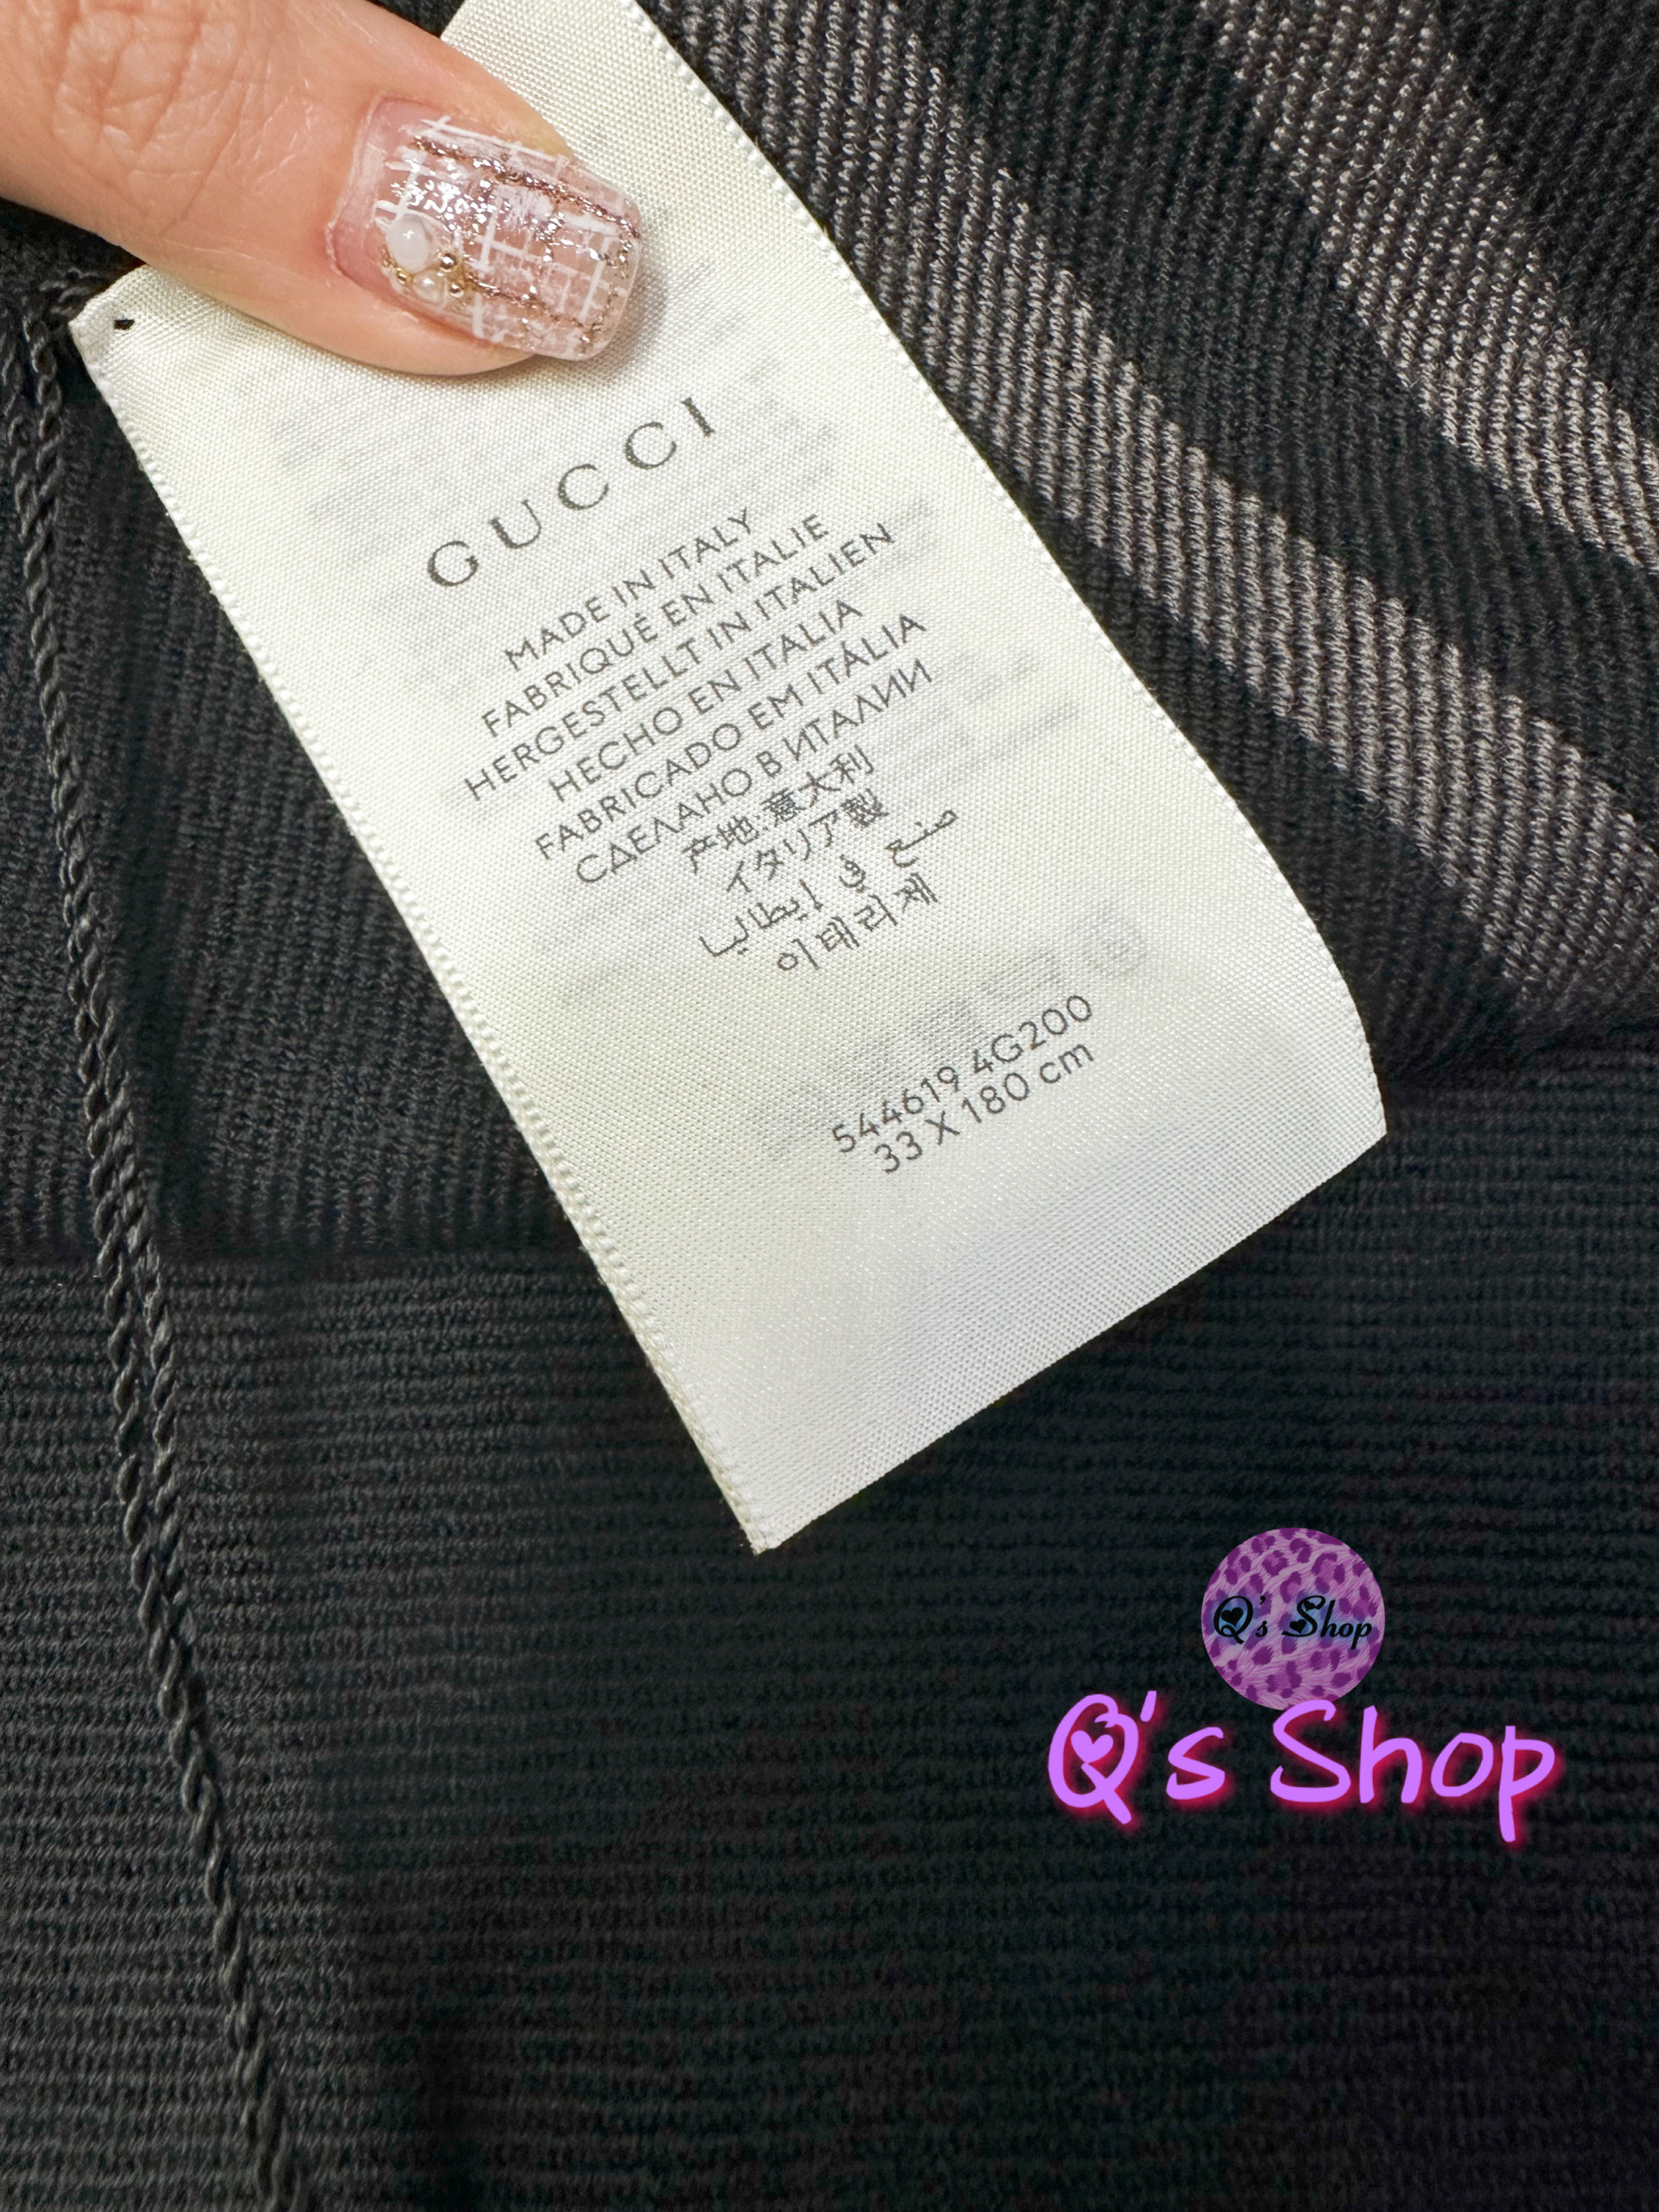 GUCCI
MADE IN ITALY
FABRIQUÉ EN ITALIE
HERGESTELLT IN ITALIEN
HECHO EN ITALIA
FABRICADO EM ITÁLIA
СДЕЛАНО В ИТАЛИИ
产地.意大利
イタリア製
صنع في إيطاليا
이태리제
544619 4G200
33 X 180 cm
Q's Shop
Q's Shop